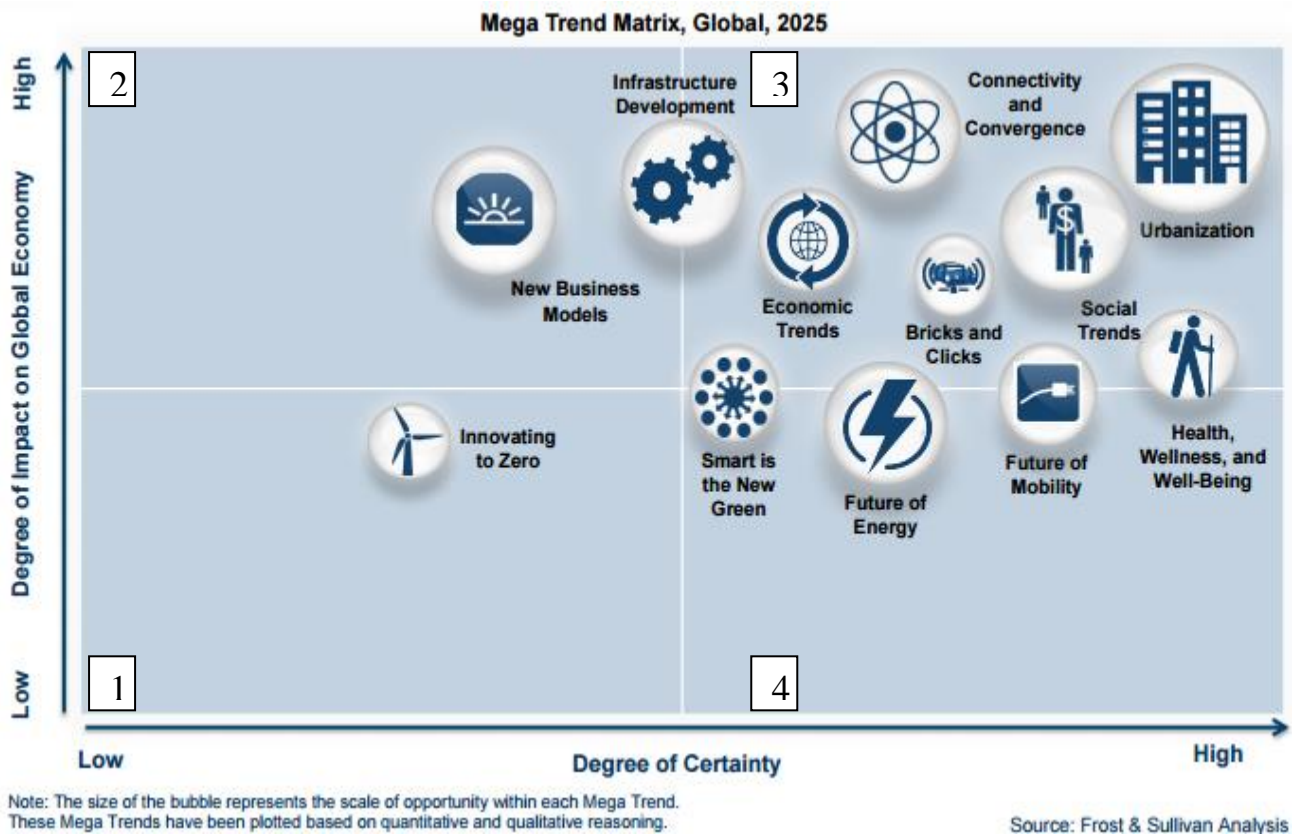 Mega Trend Matrix, Global, 2025
High
Degree of Impact on Global Economy
Low
2
3
Infrastructure
Development
Connectivity
and
Convergence
Urbanization
New Business
Models
Economic
Trends
Bricks and
Clicks
$
Social
Trends
Innovating
to Zero
Smart is
the New
Green
Future of
Energy
Future of
Mobility
Health,
Wellness, and
Well-Being
1
4
Low
Degree of Certainty
High
Note: The size of the bubble represents the scale of opportunity within each Mega Trend.
These Mega Trends have been plotted based on quantitative and qualitative reasoning.
Source: Frost & Sullivan Analysis